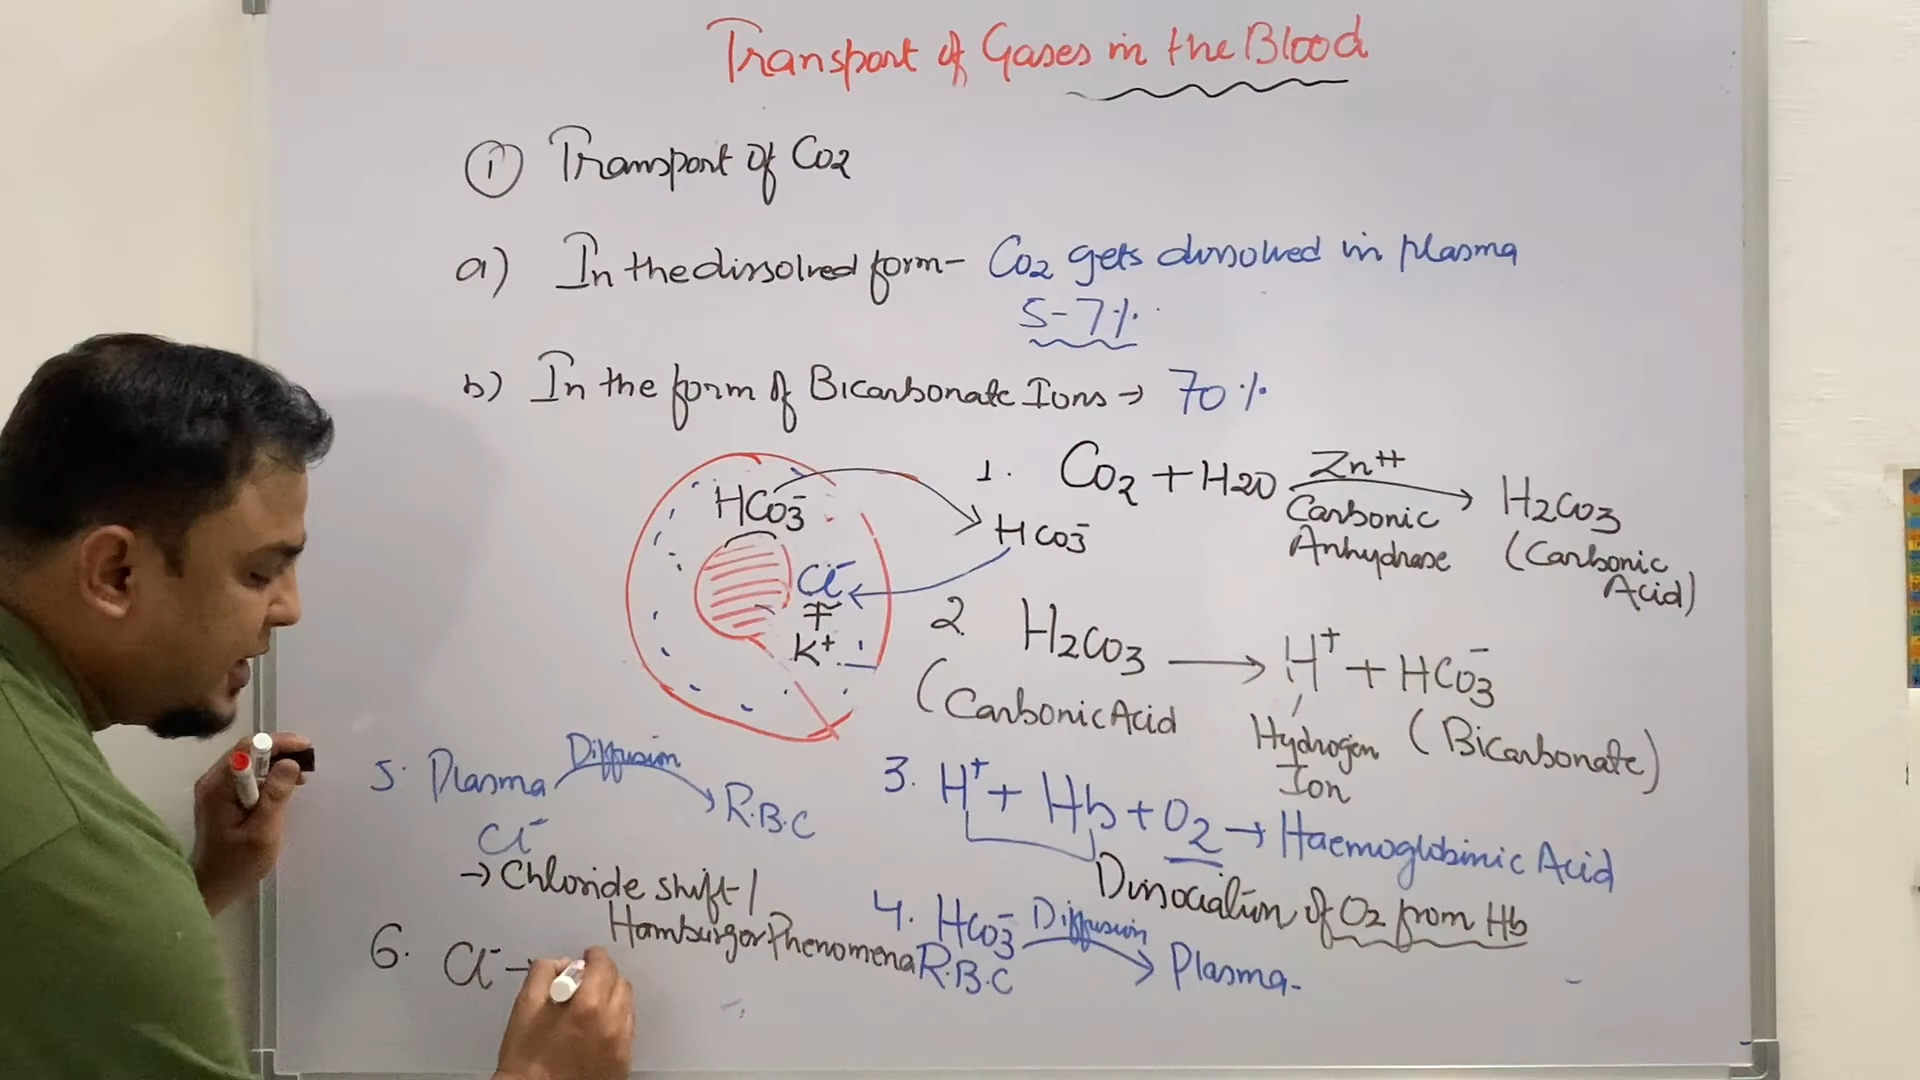 Transport of Gases in the Blood
1 Transport of Co2
a) In the dissolved form - Co2 gets dissolved in plasma
5-7%
b) In the form of Bicarbonate Ions → 70%
HCo3-
Cl-
+
K+
1. Co2 + H2O Zn++ → H2Co3
Carbonic
Anhydrase
(Carbonic
Acid)
HCo3-
2. H2Co3 → H+ + HCo3-
(Carbonic Acid
Hydrogen
Ion
(Bicarbonate)
3. H+ + Hb + O2 → Haemoglobinic Acid
Dissociation of O2 from Hb
4. HCo3- Diffusion → Plasma.
R.B.C
5. Plasma Diffusion → R.B.C
Cl-
→ Chloride shift /
Hamburger Phenomena
6. Cl- →